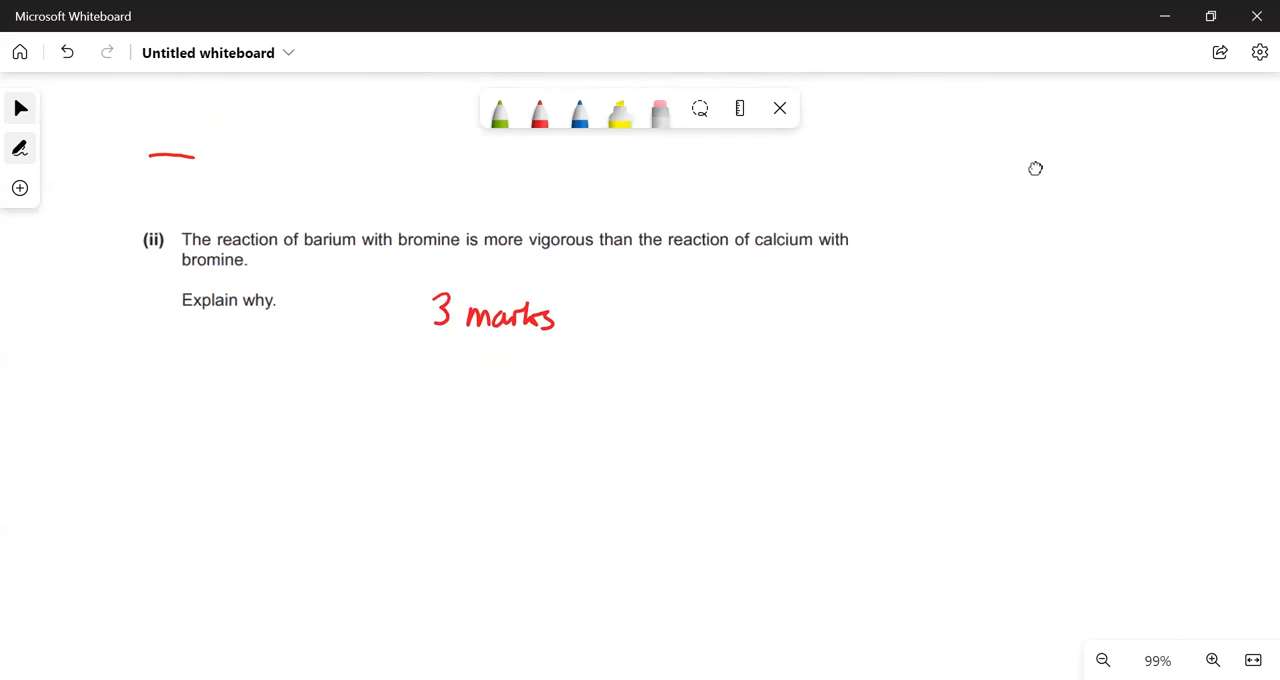 Microsoft Whiteboard
Untitled whiteboard
(ii) The reaction of barium with bromine is more vigorous than the reaction of calcium with
bromine.
Explain why.
3 marks
99%